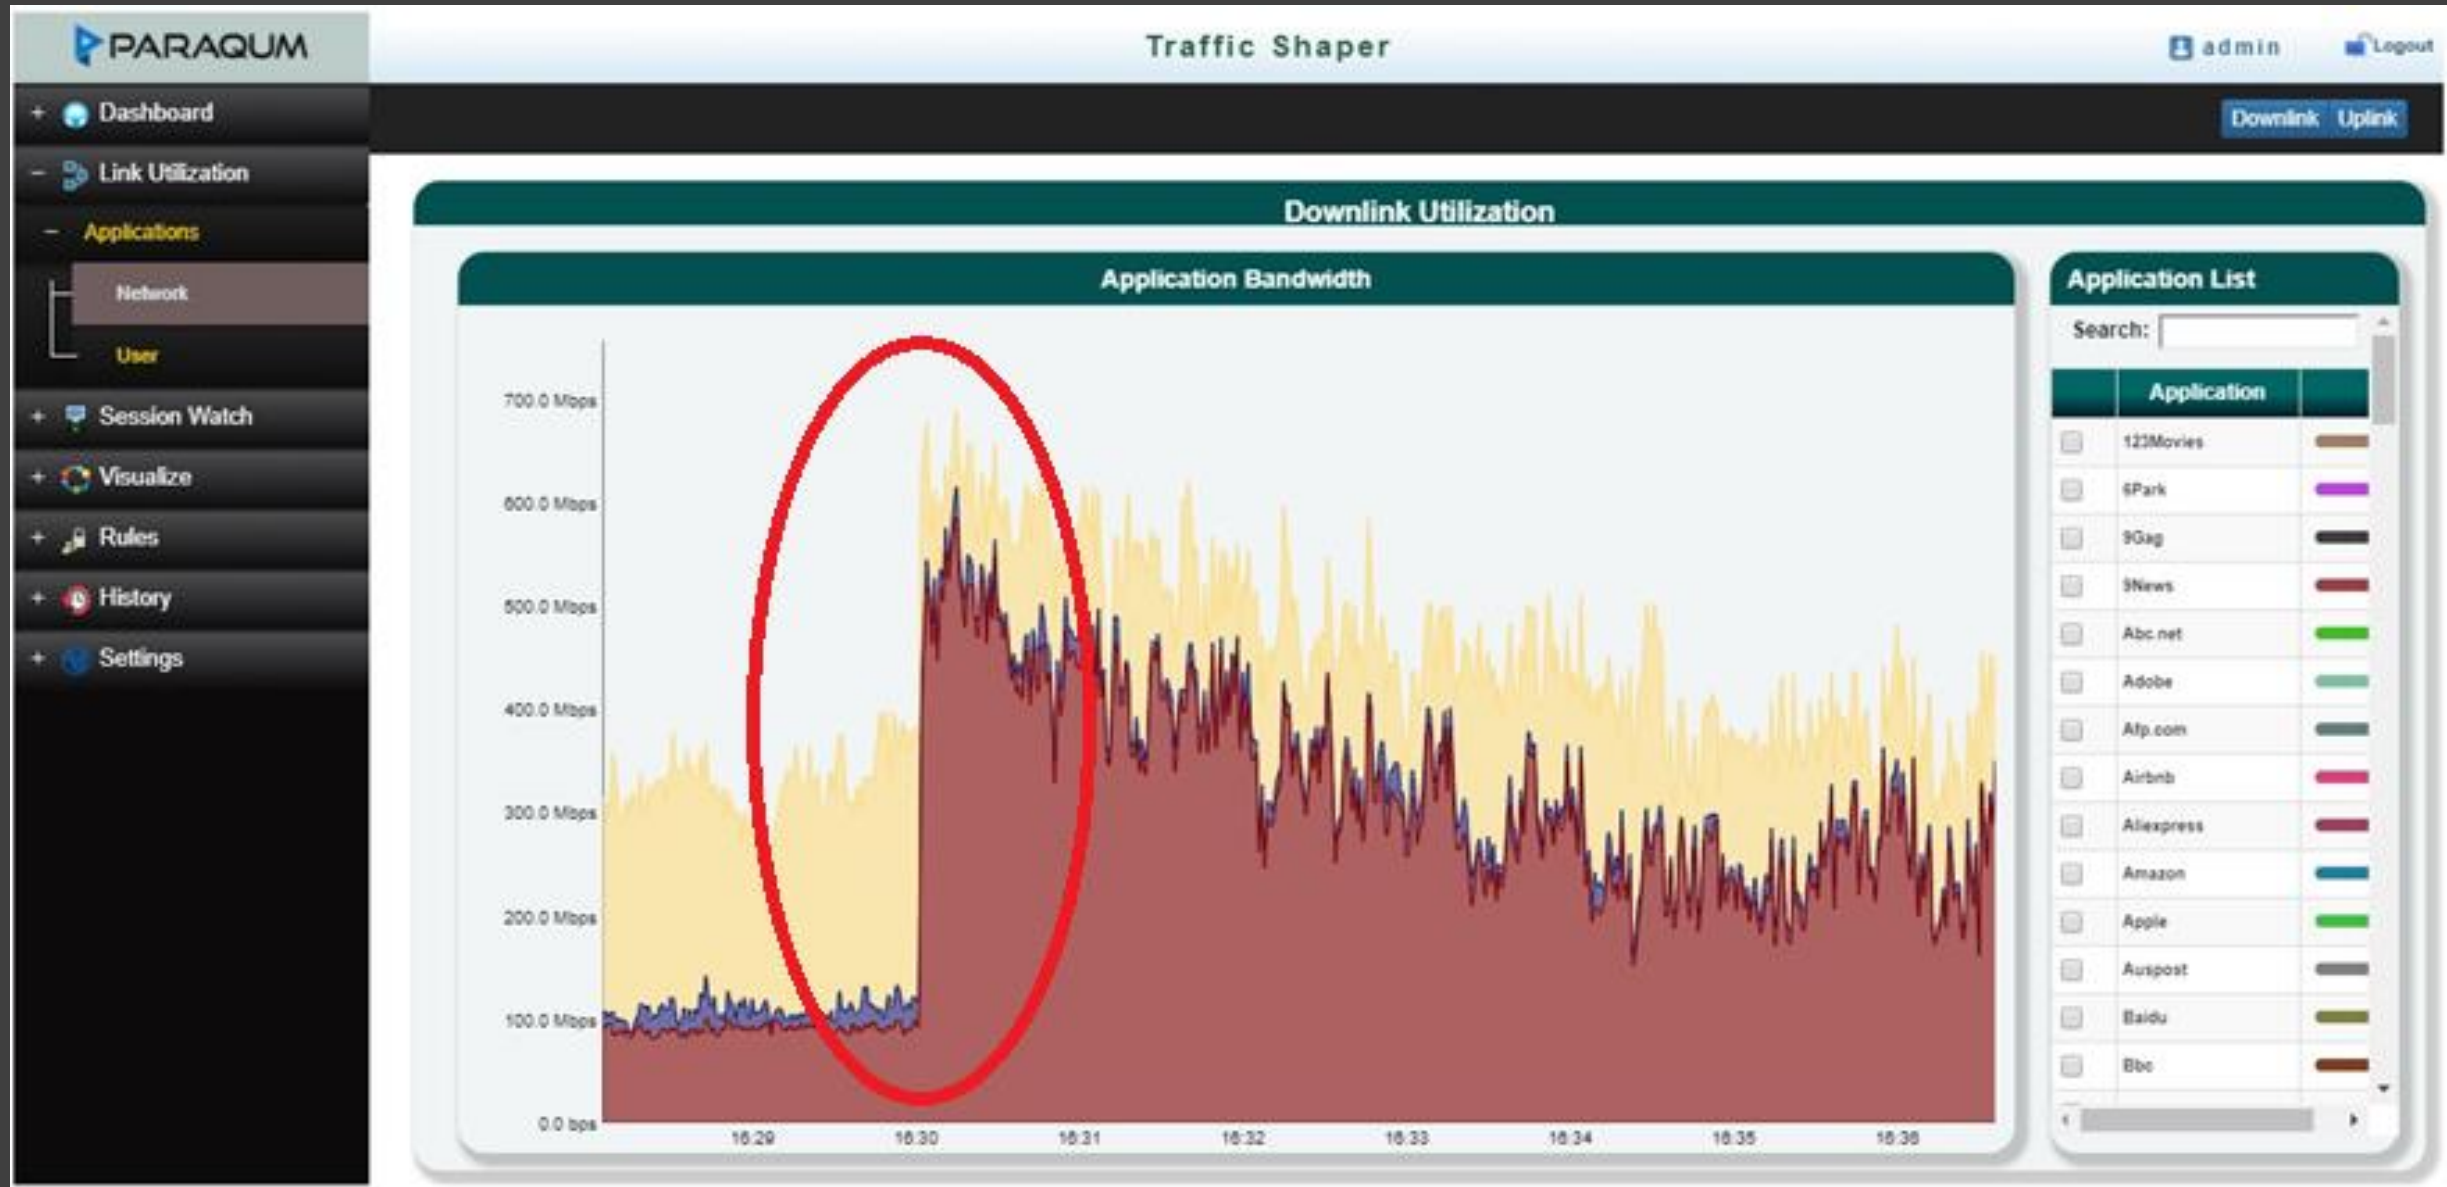 PARAQUM
Traffic Shaper
admin
Logout
+ Dashboard
Downlink Uplink
− Link Utilization
− Applications
Network
User
+ Session Watch
+ Visualize
+ Rules
+ History
+ Settings
Downlink Utilization
Application Bandwidth
700.0 Mbps
600.0 Mbps
500.0 Mbps
400.0 Mbps
300.0 Mbps
200.0 Mbps
100.0 Mbps
0.0 bps
16:29 16:30 16:31 16:32 16:33 16:34 16:35 16:36
Application List
Search:
Application
123Movies
6Park
9Gag
9News
Abc.net
Adobe
Afp.com
Airbnb
Aliexpress
Amazon
Apple
Auspost
Baidu
Bbc